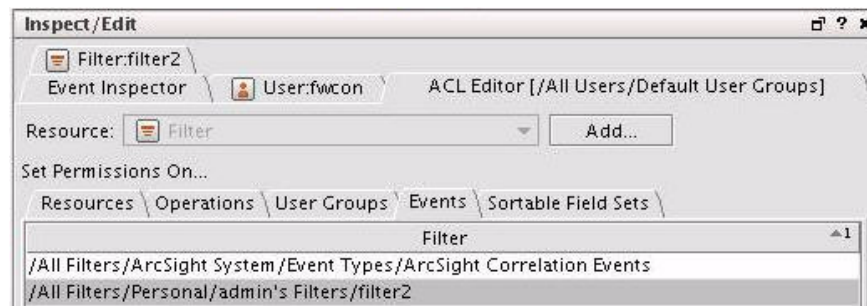 Inspect/Edit ?
Filter:filter2
Event Inspector User:fwcon ACL Editor [/All Users/Default User Groups]
Resource: Filter Add...
Set Permissions On...
Resources Operations User Groups Events Sortable Field Sets
Filter 1
/All Filters/ArcSight System/Event Types/ArcSight Correlation Events
/All Filters/Personal/admin's Filters/filter2